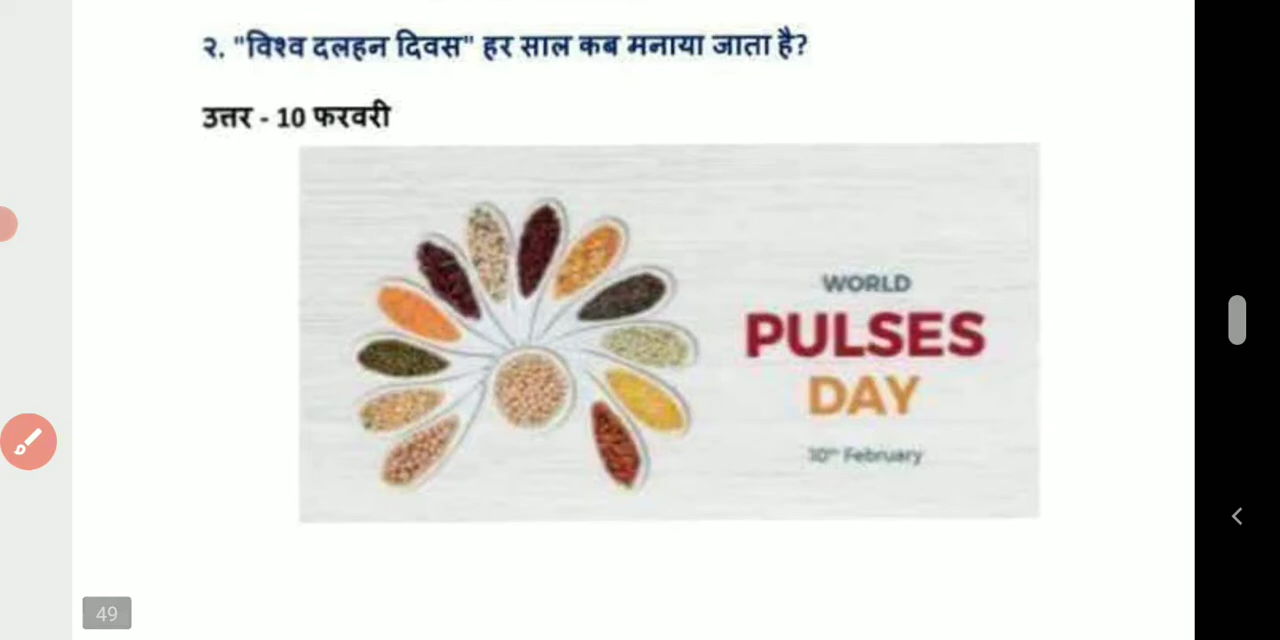 २. "विश्व दलहन दिवस" हर साल कब मनाया जाता है?
उत्तर - 10 फरवरी
WORLD
PULSES
DAY
10th February
49